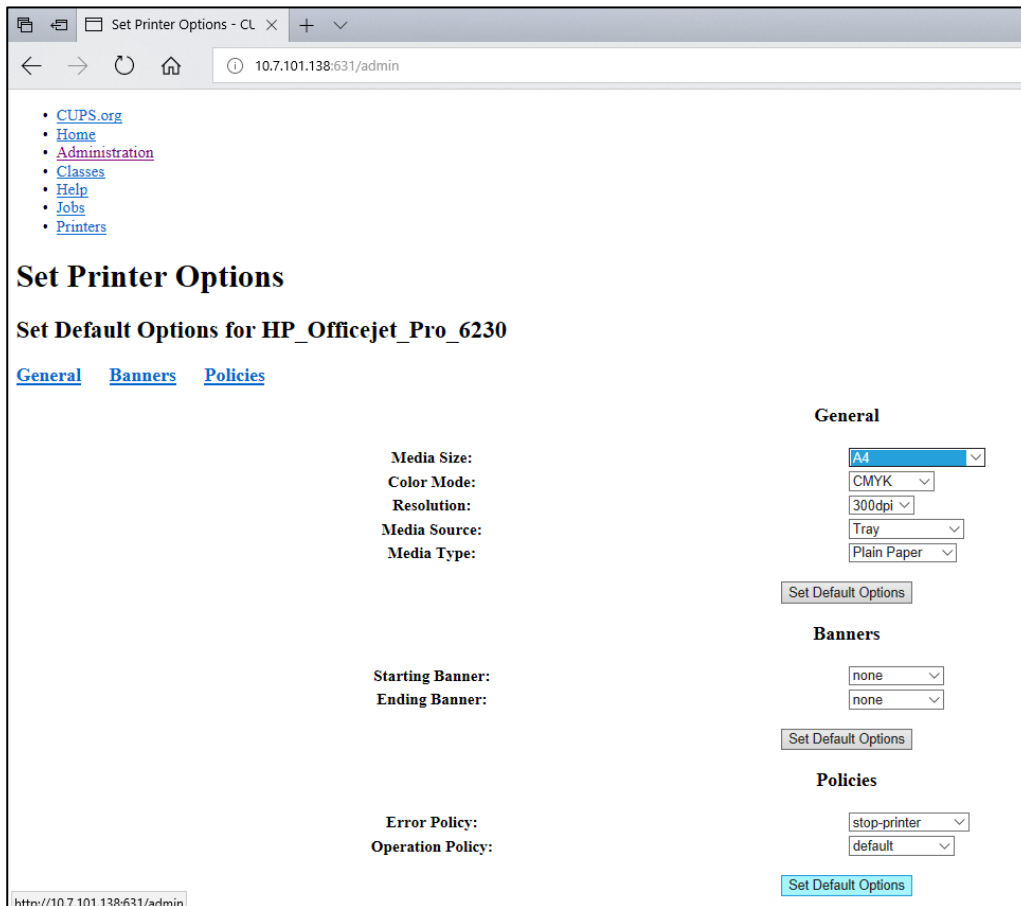 Set Printer Options - CU
10.7.101.138:631/admin
CUPS.org
Home
Administration
Classes
Help
Jobs
Printers
Set Printer Options
Set Default Options for HP_Officejet_Pro_6230
General Banners Policies
General
Media Size: A4
Color Mode: CMYK
Resolution: 300dpi
Media Source: Tray
Media Type: Plain Paper
Set Default Options
Banners
Starting Banner: none
Ending Banner: none
Set Default Options
Policies
Error Policy: stop-printer
Operation Policy: default
Set Default Options
http://10.7.101.138:631/admin